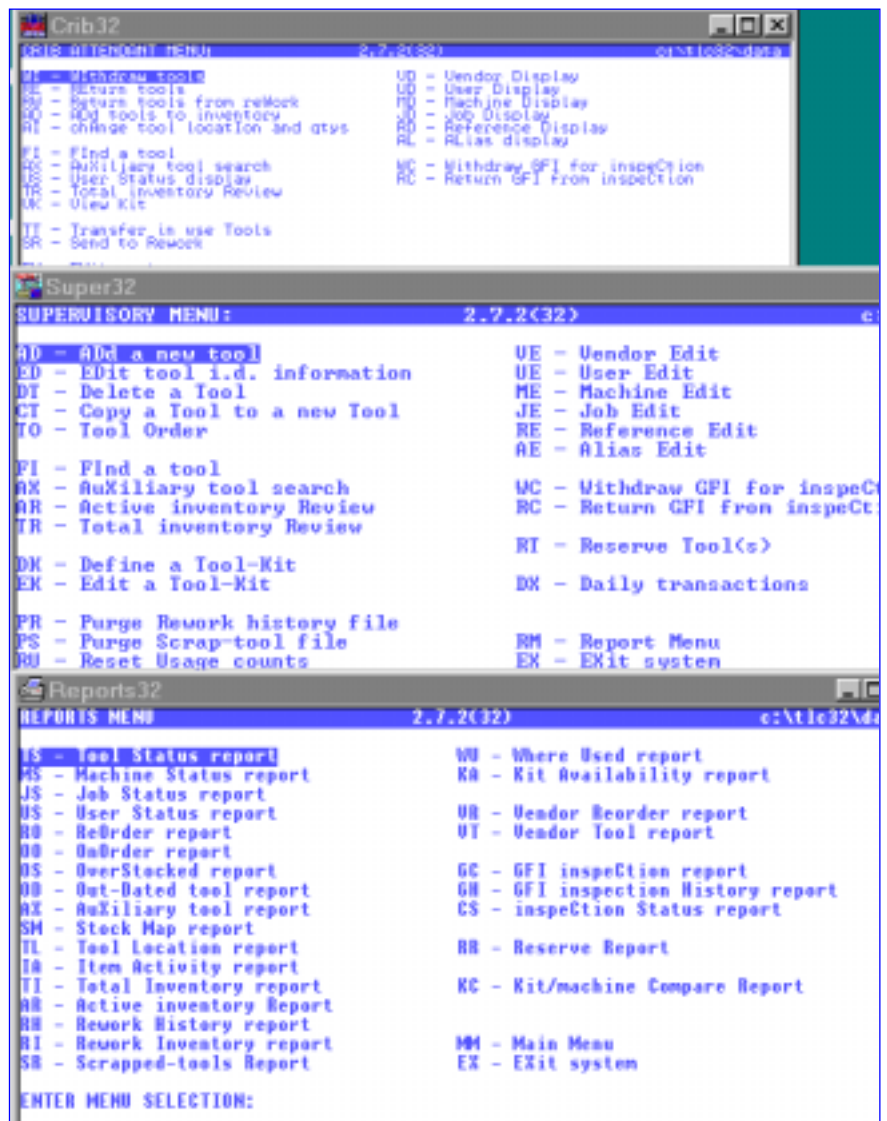 Crib32
CRIB ATTENDANT MENU: 2.7.2(32) c:\tlc32\data
WI - WIthdraw tools VD - Vendor Display
RE - REturn tools UD - User Display
RW - Return tools from reWork MD - Machine Display
AD - ADd tools to inventory JD - Job Display
AI - chAnge tool locatIon and qtys RD - Reference Display
AL - ALias display
FI - FInd a tool
AX - AuXiliary tool search WC - Withdraw GFI for inspeCtion
US - User Status display RC - Return GFI from inspeCtion
TR - Total inventory Review
VK - View Kit
TT - Transfer in use Tools
SR - Send to Rework
Super32
SUPERVISORY MENU: 2.7.2(32) c:
AD - ADd a new tool VE - Vendor Edit
ED - EDit tool i.d. information UE - User Edit
DT - Delete a Tool ME - Machine Edit
CT - Copy a Tool to a new Tool JE - Job Edit
TO - Tool Order RE - Reference Edit
AE - Alias Edit
FI - FInd a tool
AX - AuXiliary tool search WC - Withdraw GFI for inspeCt
AR - Active inventory Review RC - Return GFI from inspeCt
TR - Total inventory Review
RT - Reserve Tool(s)
DK - Define a Tool-Kit
EK - Edit a Tool-Kit DX - Daily transactions
PR - Purge Rework history file
PS - Purge Scrap-tool file RM - Report Menu
RU - Reset Usage counts EX - EXit system
Reports32
REPORTS MENU 2.7.2(32) c:\tlc32\da
TS - Tool Status report WU - Where Used report
MS - Machine Status report KA - Kit Availability report
JS - Job Status report
US - User Status report VR - Vendor Reorder report
RO - ReOrder report VT - Vendor Tool report
OO - OnOrder report
OS - OverStocked report GC - GFI inspeCtion report
OD - Out-Dated tool report GH - GFI inspection History report
AX - AuXiliary tool report CS - inspeCtion Status report
SM - Stock Map report
TL - Tool Location report RR - Reserve Report
IA - Item Activity report
TI - Total Inventory report KC - Kit/machine Compare Report
AR - Active inventory Report
RH - Rework History report
RI - Rework Inventory report MM - Main Menu
SR - Scrapped-tools Report EX - EXit system
ENTER MENU SELECTION: